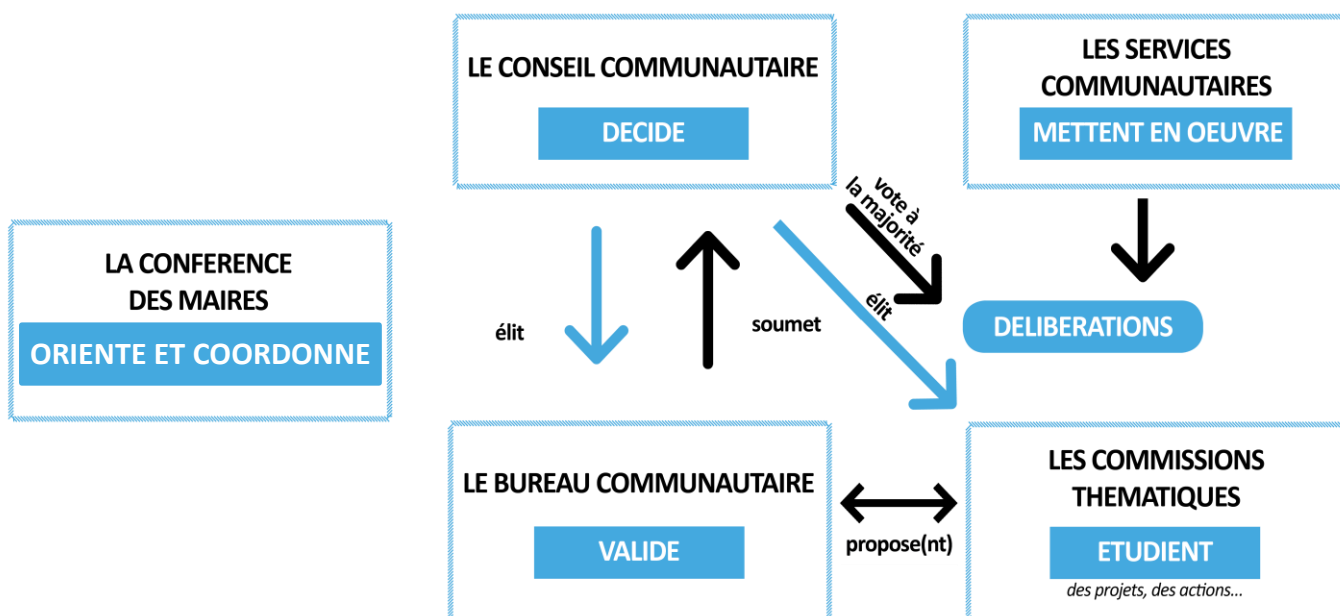 LE CONSEIL COMMUNAUTAIRE
DECIDE
LES SERVICES
COMMUNAUTAIRES
METTENT EN OEUVRE
LA CONFERENCE
DES MAIRES
ORIENTE ET COORDONNE
élit
soumet
vote à
la majorité
élit
DELIBERATIONS
LE BUREAU COMMUNAUTAIRE
VALIDE
propose(nt)
LES COMMISSIONS
THEMATIQUES
ETUDIENT
des projets, des actions...